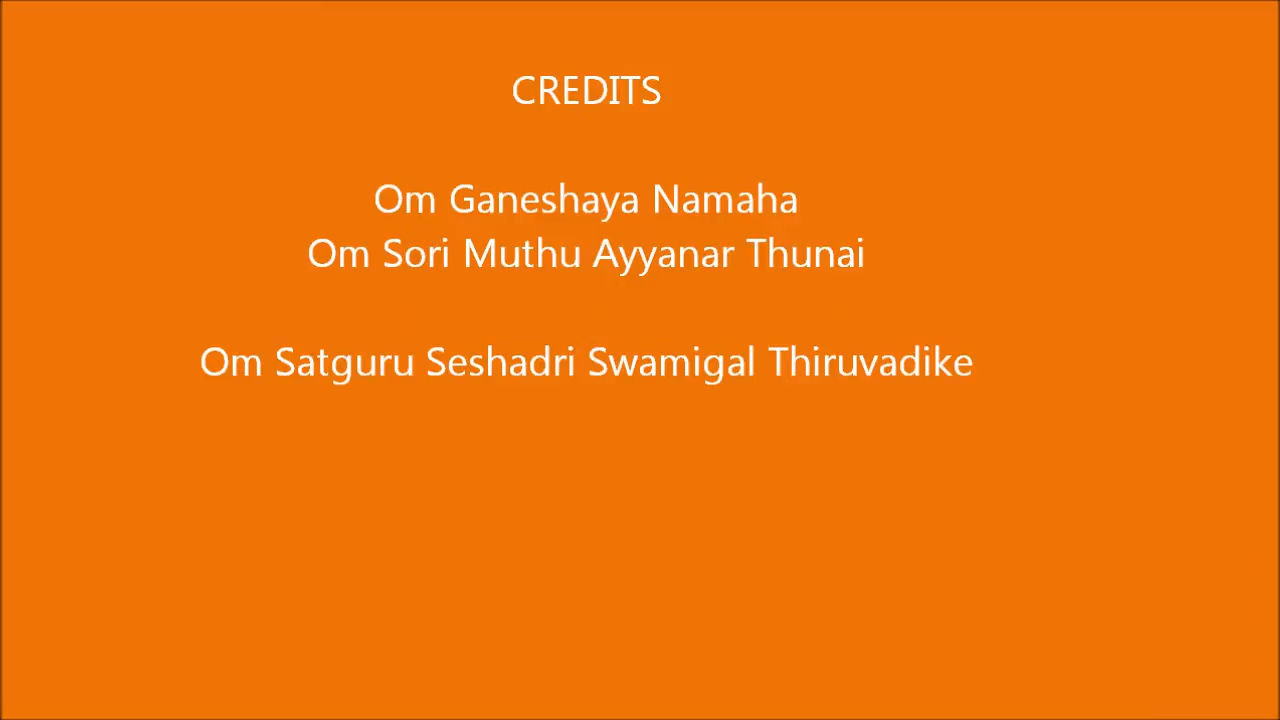 CREDITS
Om Ganeshaya Namaha
Om Sori Muthu Ayyanar Thunai
Om Satguru Seshadri Swamigal Thiruvadike